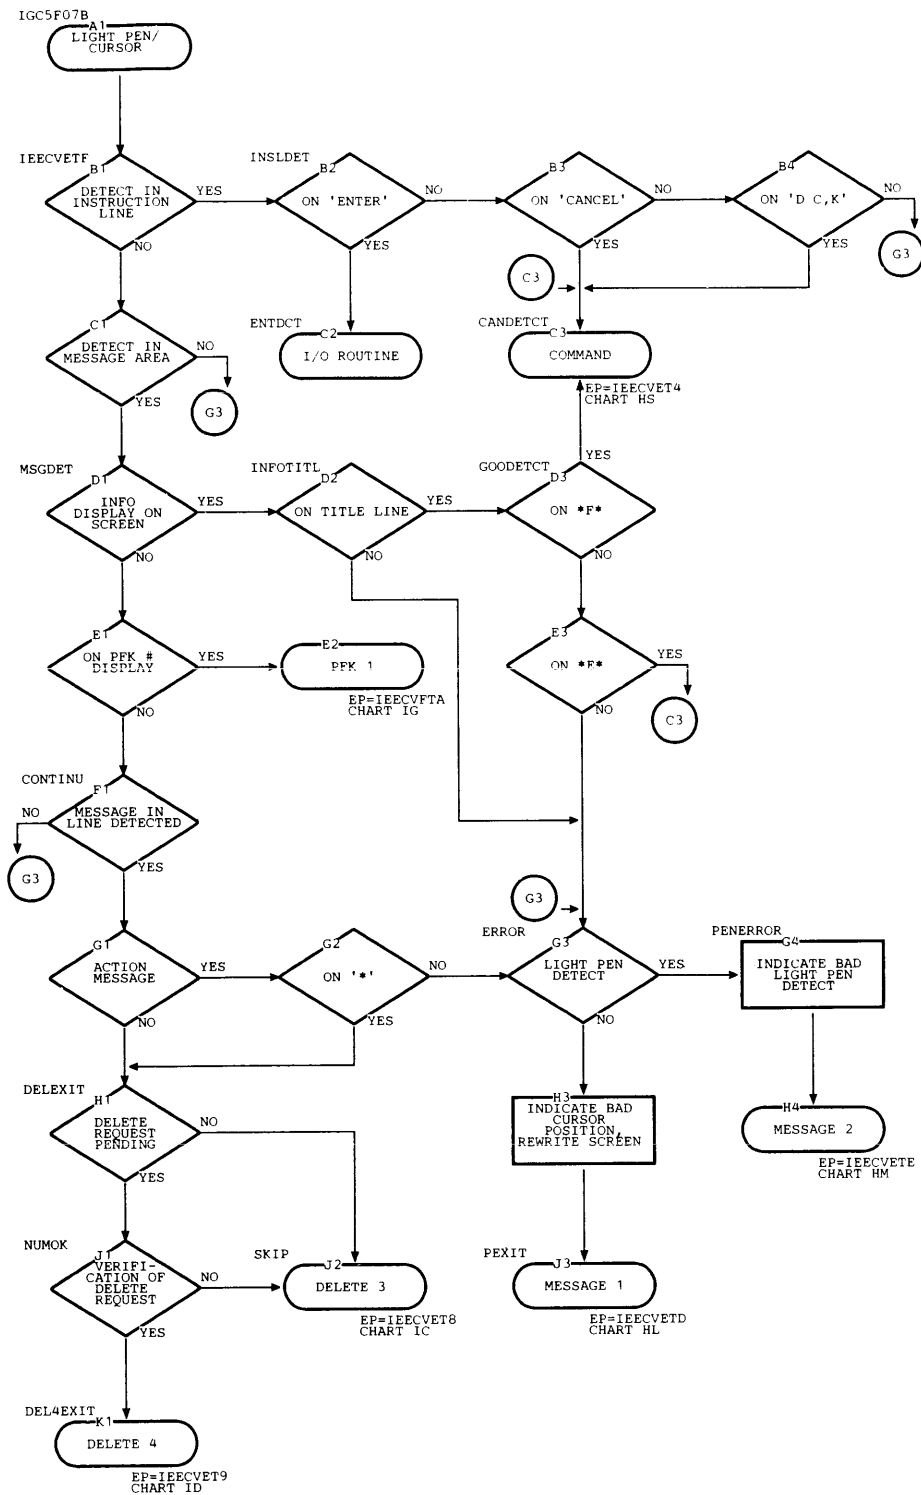 IGC5F07B
A1
LIGHT PEN/
CURSOR
IEECVETF
B1
DETECT IN
INSTRUCTION
LINE
YES
NO
INSLDET
B2
ON 'ENTER'
NO
YES
B3
ON 'CANCEL'
NO
YES
B4
ON 'D C,K'
NO
YES
G3
C3
C1
DETECT IN
MESSAGE AREA
NO
YES
G3
ENTDCT
C2
I/O ROUTINE
CANDETCT
C3
COMMAND
EP=IEECVET4
CHART HS
MSGDET
D1
INFO
DISPLAY ON
SCREEN
YES
NO
INFOTITL
D2
ON TITLE LINE
YES
NO
GOODETCT
D3
YES
ON *F*
NO
E1
ON PFK #
DISPLAY
YES
NO
E2
PFK 1
EP=IEECVFTA
CHART IG
E3
ON *E*
YES
NO
C3
CONTINU
F1
MESSAGE IN
LINE DETECTED
NO
YES
G3
G3
G1
ACTION
MESSAGE
YES
NO
G2
ON '*'
NO
YES
ERROR
G3
LIGHT PEN
DETECT
YES
NO
PENERROR
G4
INDICATE BAD
LIGHT PEN
DETECT
DELEXIT
H1
DELETE
REQUEST
PENDING
NO
YES
H3
INDICATE BAD
CURSOR
POSITION,
REWRITE SCREEN
H4
MESSAGE 2
EP=IEECVETE
CHART HM
NUMOK
J1
VERIFI-
CATION OF
DELETE
REQUEST
NO
YES
SKIP
J2
DELETE 3
EP=IEECVET8
CHART IC
PEXIT
J3
MESSAGE 1
EP=IEECVETD
CHART HL
DEL4EXIT
K1
DELETE 4
EP=IEECVET9
CHART ID